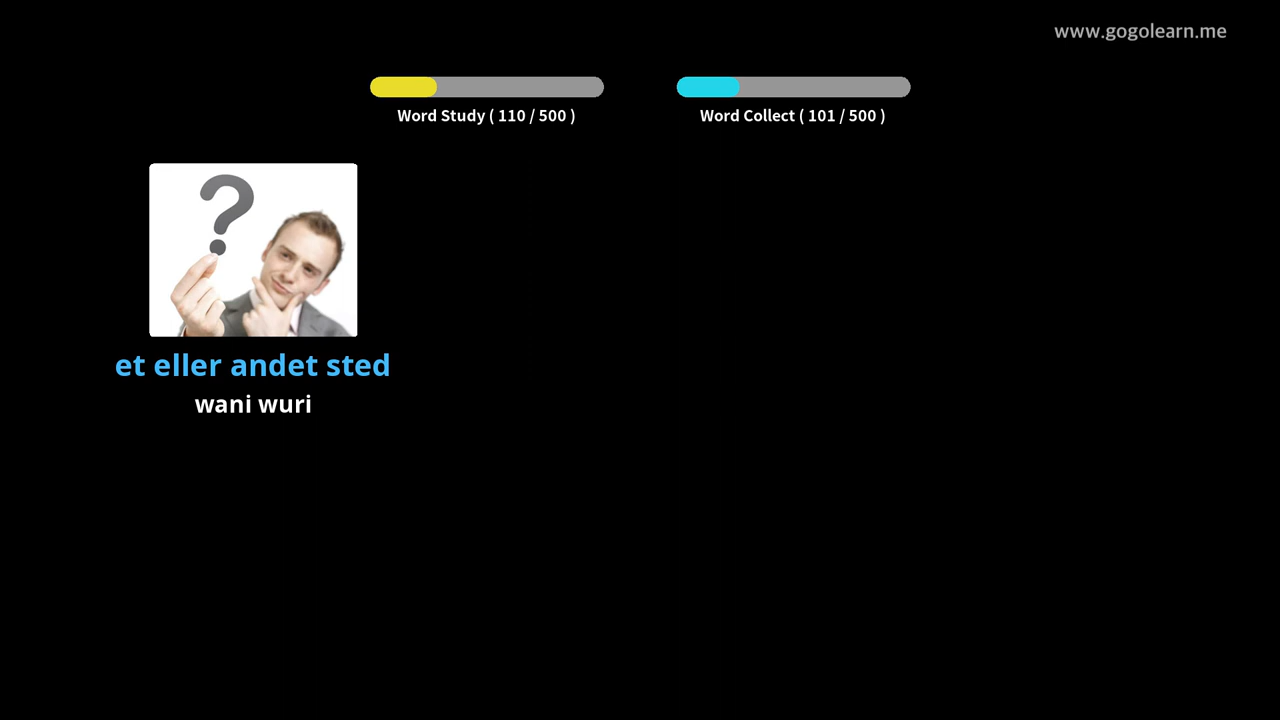 www.gogolearn.me
Word Study ( 110 / 500 )
Word Collect ( 101 / 500 )
?
et eller andet sted
wani wuri